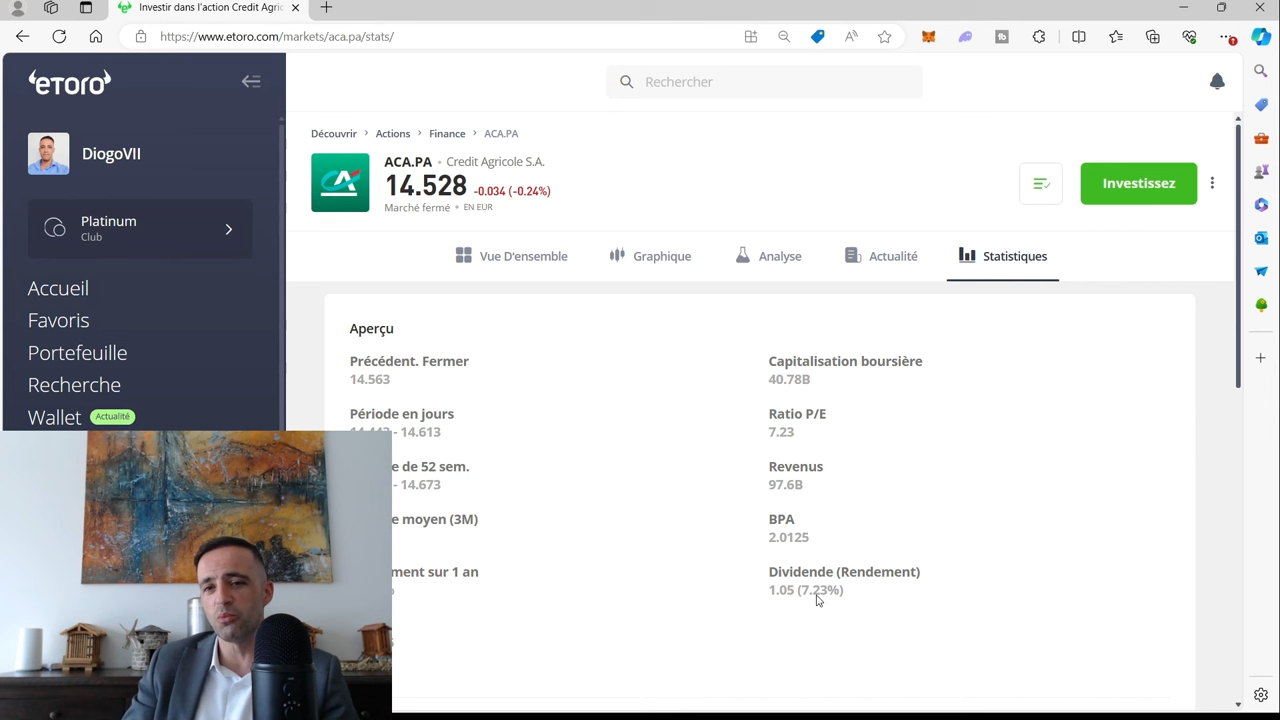 Investir dans l'action Credit Agric
https://www.etoro.com/markets/aca.pa/stats/
eToro
Rechercher
DiogoVII
Platinum
Club
Accueil
Favoris
Portefeuille
Recherche
Wallet Actualité
Découvrir > Actions > Finance > ACA.PA
ACA.PA • Credit Agricole S.A.
14.528 -0.034 (-0.24%)
Marché fermé • EN EUR
Investissez
Vue D'ensemble Graphique Analyse Actualité Statistiques
Aperçu
Précédent. Fermer
14.563
Période en jours
- 14.613
de 52 sem.
- 14.673
moyen (3M)
sur 1 an
Capitalisation boursière
40.78B
Ratio P/E
7.23
Revenus
97.6B
BPA
2.0125
Dividende (Rendement)
1.05 (7.23%)